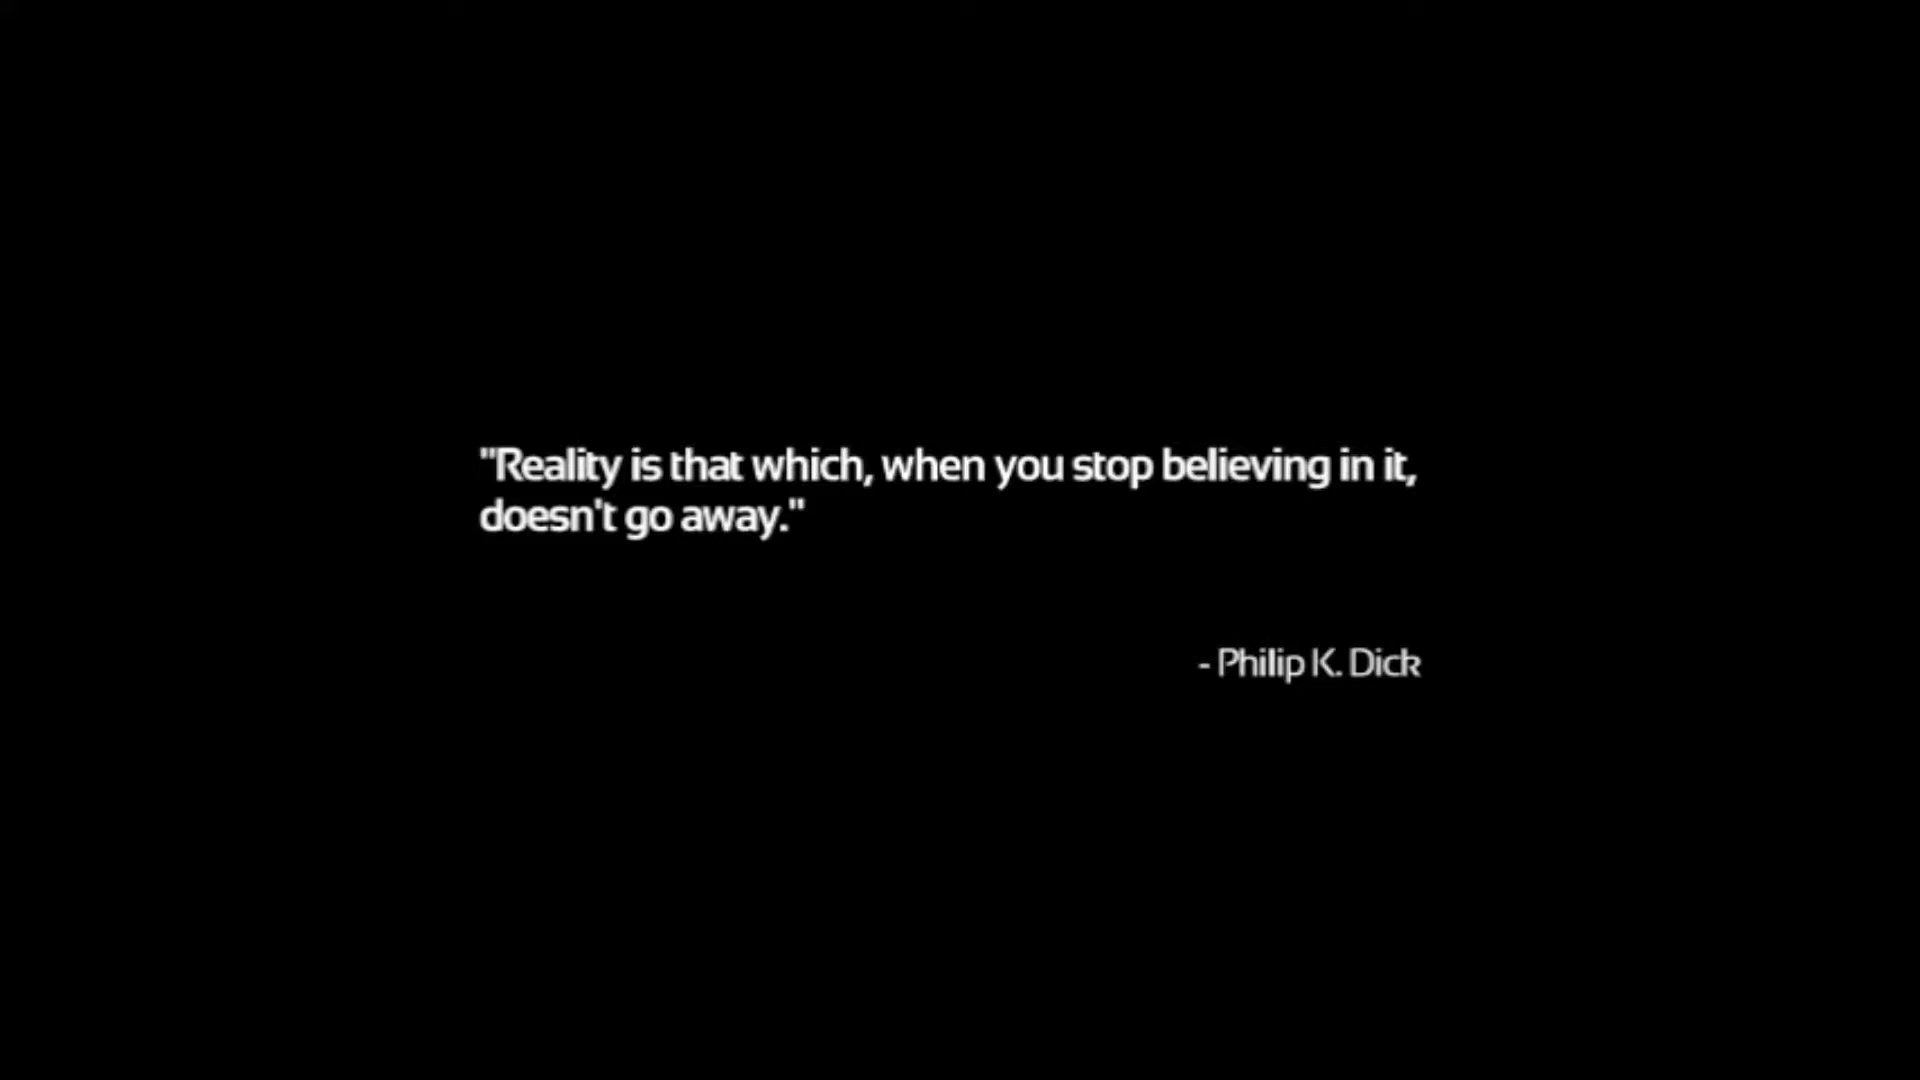 "Reality is that which, when you stop believing in it,
doesn't go away."
- Philip K. Dick